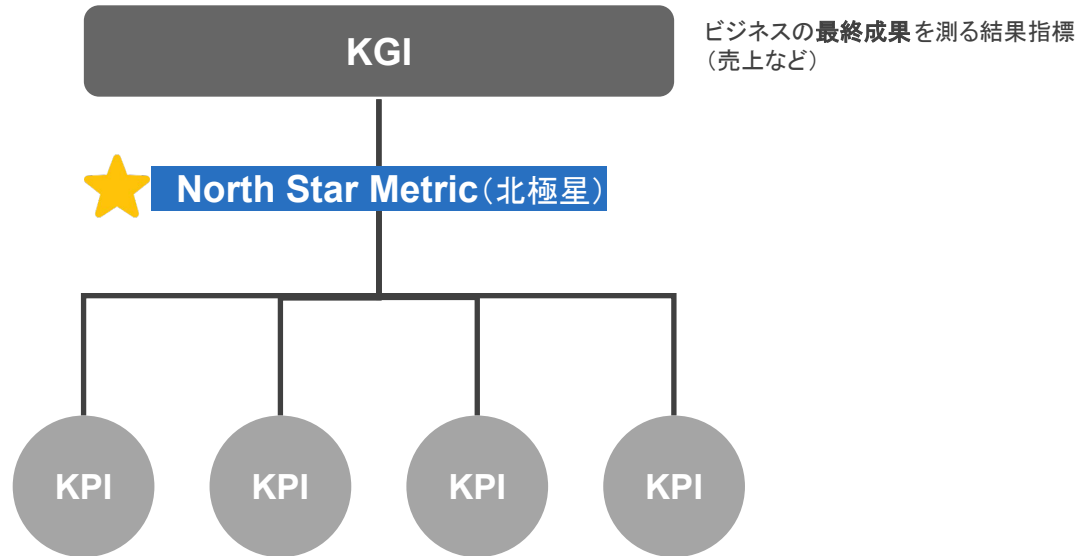 KGI
ビジネスの最終成果を測る結果指標
（売上など）
North Star Metric（北極星）
KPI
KPI
KPI
KPI